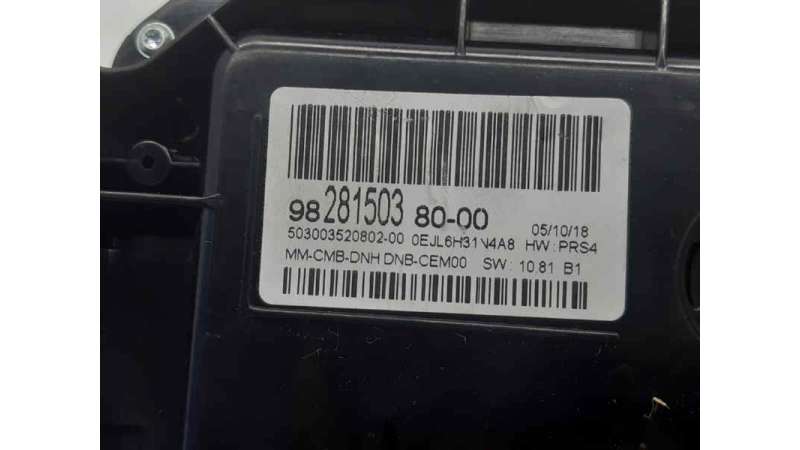 98 281503 80-00 05/10/18
503003520802-00 0EJL6H31N4A8 HW : PRS4
MM-CMB-DNH DNB-CEM00 SW : 10.81 B1